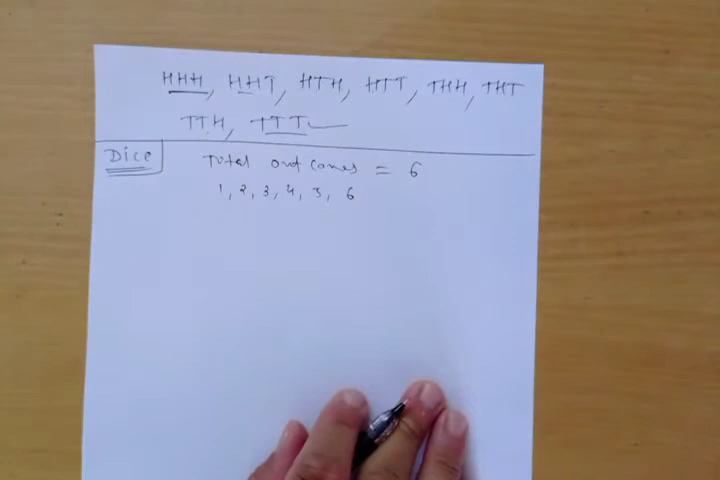 HHH, HHT, HTH, HTT, THH, THT
TTH, TTT
Dice
Total outcomes = 6
1, 2, 3, 4, 5, 6